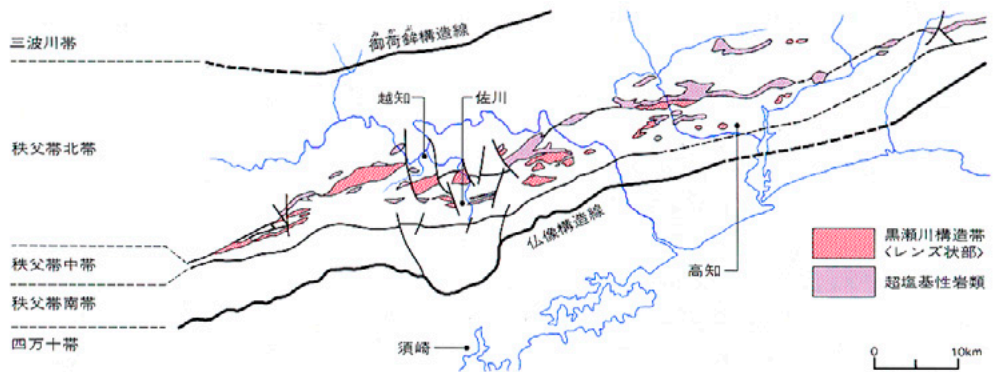 三波川帯
御荷鉾構造線
越知
佐川
秩父帯北帯
仏像構造線
秩父帯中帯
秩父帯南帯
四万十帯
須崎
高知
黒瀬川構造帯
<レンズ状部>
超塩基性岩類
0 10km